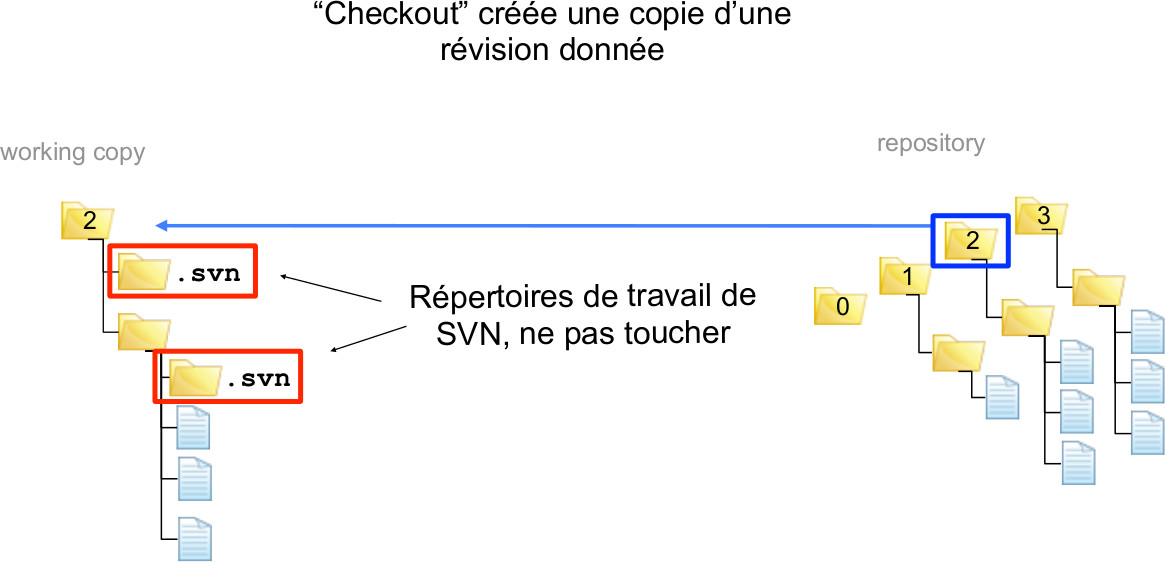 “Checkout” créée une copie d’une
révision donnée
working copy
repository
2
3
2
.svn
1
0
Répertoires de travail de
SVN, ne pas toucher
.svn